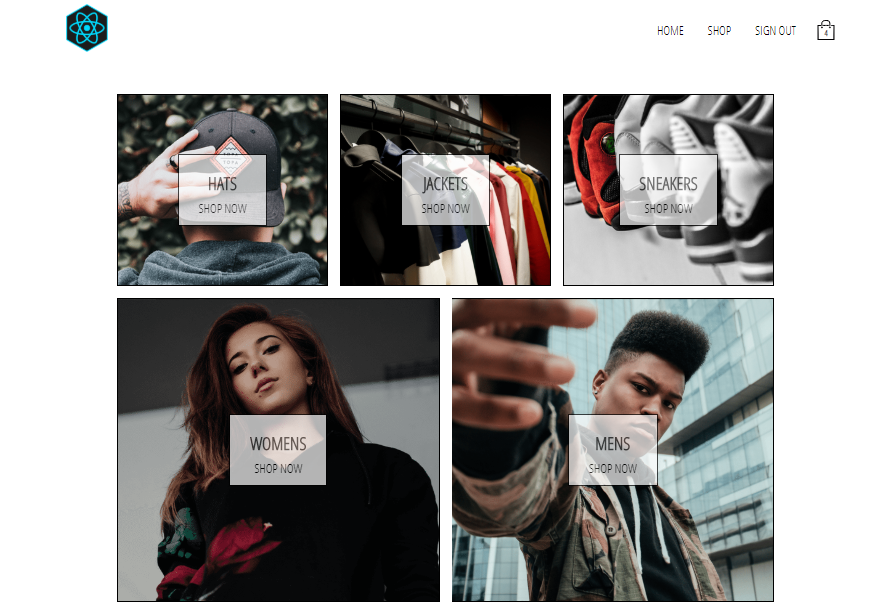 HOME SHOP SIGN OUT 4
HATS
SHOP NOW
JACKETS
SHOP NOW
SNEAKERS
SHOP NOW
WOMENS
SHOP NOW
MENS
SHOP NOW